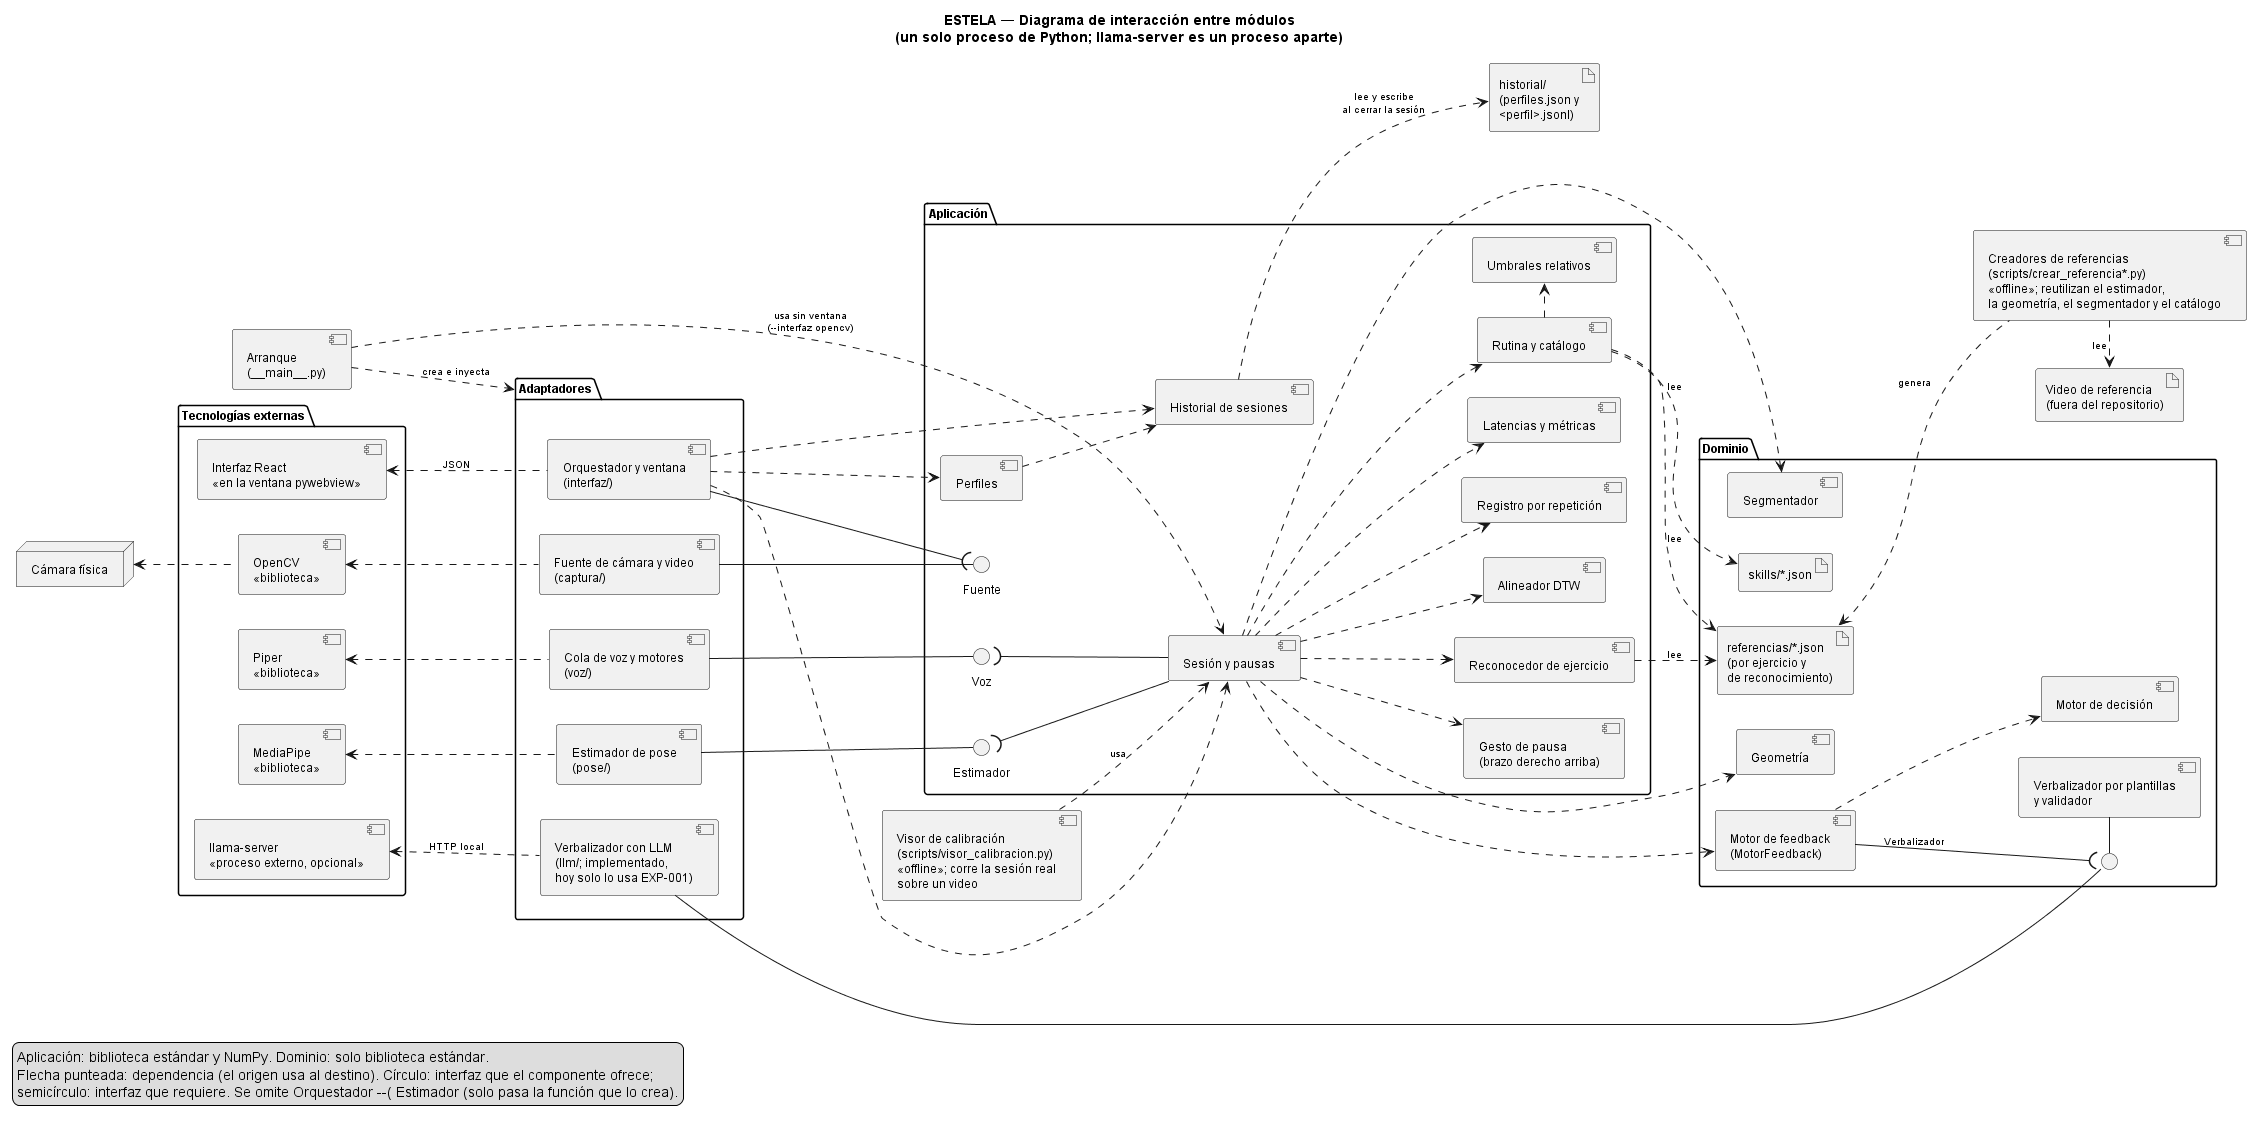 ESTELA — Diagrama de interacción entre módulos
(un solo proceso de Python; llama-server es un proceso aparte)
historial/
(perfiles.json y
<perfil>.jsonl)
lee y escribe
al cerrar la sesión
Aplicación
Umbrales relativos
Rutina y catálogo
Historial de sesiones
Latencias y métricas
Perfiles
Registro por repetición
Alineador DTW
Fuente
Sesión y pausas
Voz
Reconocedor de ejercicio
Gesto de pausa
(brazo derecho arriba)
Estimador
Creadores de referencias
(scripts/crear_referencia*.py)
«offline»; reutilizan el estimador,
la geometría, el segmentador y el catálogo
lee
genera
Video de referencia
(fuera del repositorio)
usa sin ventana
(--interfaz opencv)
Arranque
(__main__.py)
crea e inyecta
Tecnologías externas
Interfaz React
«en la ventana pywebview»
JSON
Cámara física
OpenCV
«biblioteca»
Piper
«biblioteca»
MediaPipe
«biblioteca»
llama-server
«proceso externo, opcional»
HTTP local
Adaptadores
Orquestador y ventana
(interfaz/)
Fuente de cámara y video
(captura/)
Cola de voz y motores
(voz/)
Estimador de pose
(pose/)
Verbalizador con LLM
(llm/; implementado,
hoy solo lo usa EXP-001)
usa
Visor de calibración
(scripts/visor_calibracion.py)
«offline»; corre la sesión real
sobre un video
lee
lee
lee
Dominio
Segmentador
skills/*.json
referencias/*.json
(por ejercicio y
de reconocimiento)
Motor de decisión
Geometría
Verbalizador por plantillas
y validador
Motor de feedback
(MotorFeedback)
Verbalizador
Aplicación: biblioteca estándar y NumPy. Dominio: solo biblioteca estándar.
Flecha punteada: dependencia (el origen usa al destino). Círculo: interfaz que el componente ofrece;
semicírculo: interfaz que requiere. Se omite Orquestador --( Estimador (solo pasa la función que lo crea).